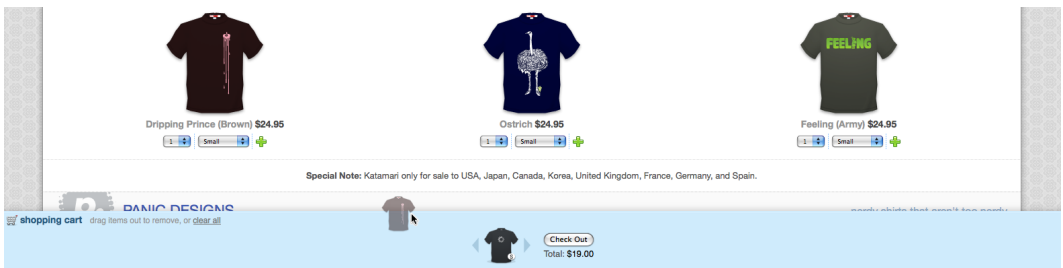 FEELING
Dripping Prince (Brown) $24.95
Ostrich $24.95
Feeling (Army) $24.95
1 Small
1 Small
1 Small
Special Note: Katamari only for sale to USA, Japan, Canada, Korea, United Kingdom, France, Germany, and Spain.
PANIC DESIGNS
nerdy shirts that aren't too nerdy
shopping cart drag items out to remove, or clear all
Check Out
Total: $19.00